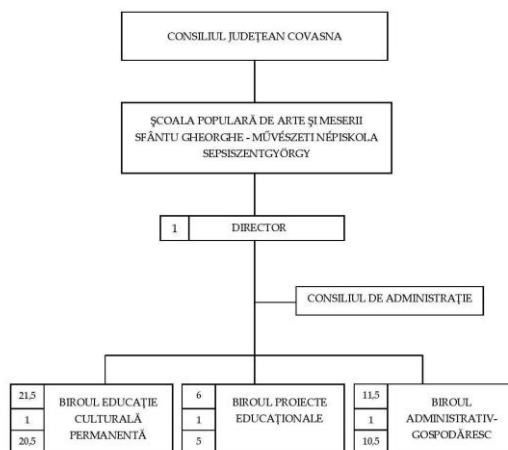 CONSILIUL JUDEȚEAN COVASNA
ŞCOALA POPULARĂ DE ARTE ŞI MESERII
SFÂNTU GHEORGHE - MŰVÉSZETI NÉPISKOLA
SEPSISZENTGYÖRGY
1 DIRECTOR
CONSILIUL DE ADMINISTRAȚIE
21,5
1
20,5
BIROUL EDUCAȚIE
CULTURALĂ
PERMANENTĂ
6
1
5
BIROUL PROIECTE
EDUCAȚIONALE
11,5
1
10,5
BIROUL
ADMINISTRATIV-
GOSPODĂRESC